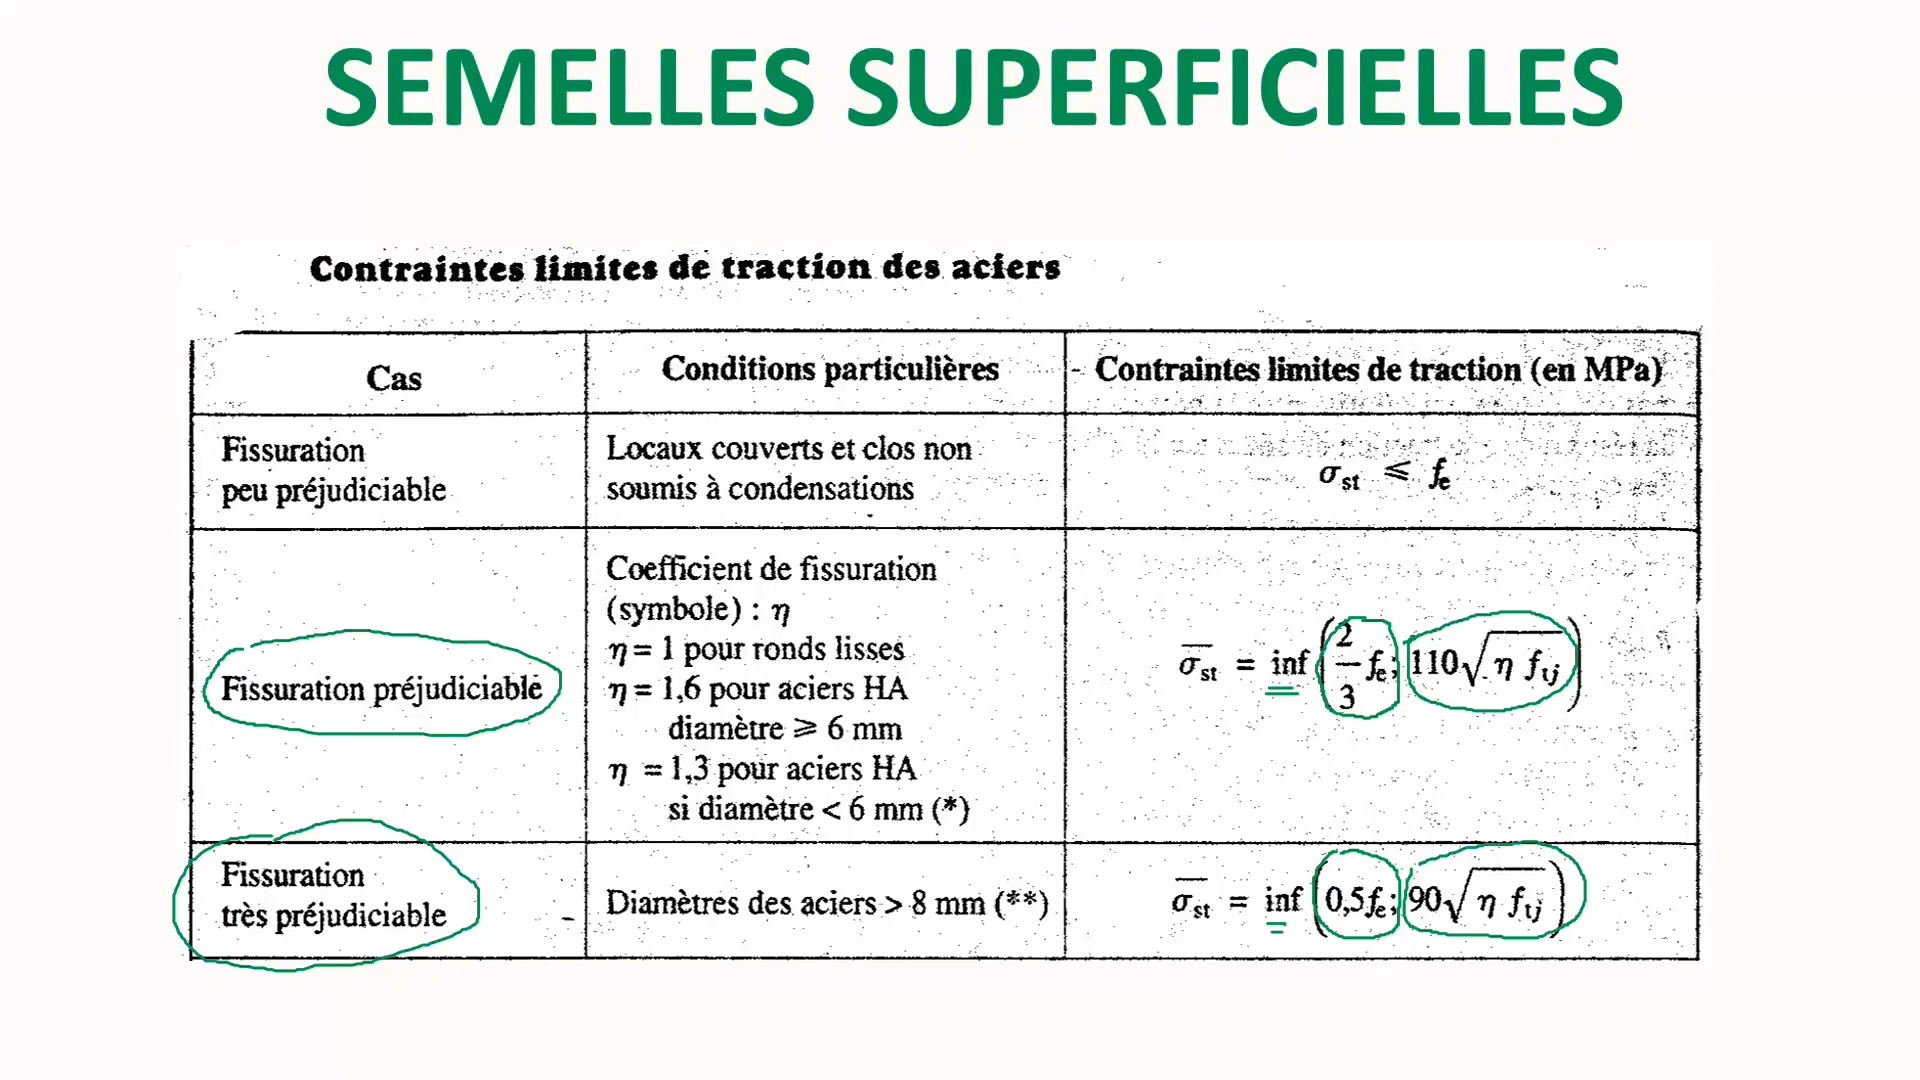 SEMELLES SUPERFICIELLES
Contraintes limites de traction des aciers
Cas
Conditions particulières
Contraintes limites de traction (en MPa)
Fissuration
peu préjudiciable
Locaux couverts et clos non
soumis à condensations
σst ⩽ fe
Fissuration préjudiciable
Coefficient de fissuration
(symbole) : η
η = 1 pour ronds lisses
η = 1,6 pour aciers HA
diamètre ⩾ 6 mm
η = 1,3 pour aciers HA
si diamètre < 6 mm (*)
σ̅st = inf (2/3 fe; 110√η ftj)
Fissuration
très préjudiciable
Diamètres des aciers > 8 mm (**)
σ̅st = inf (0,5fe; 90√η ftj)